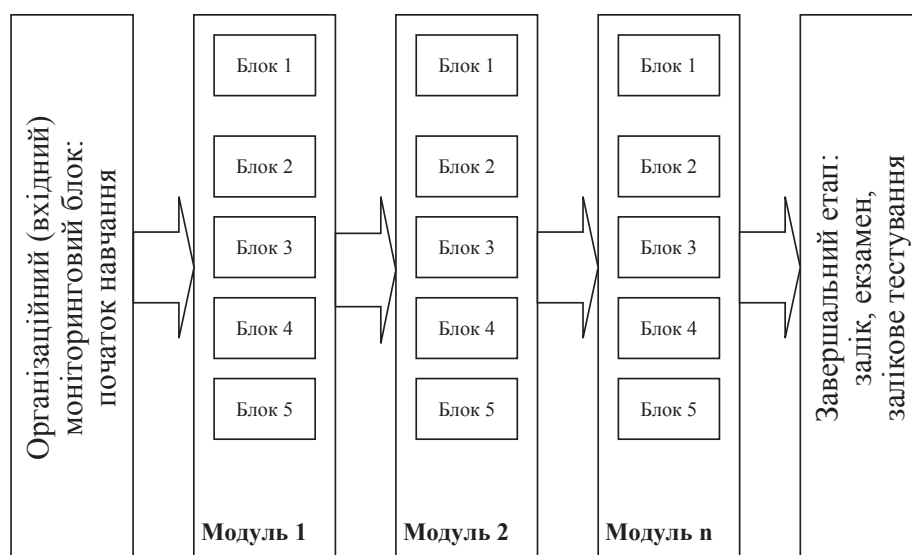 Організаційний (вхідний)
моніторинговий блок:
початок навчання
Блок 1
Блок 2
Блок 3
Блок 4
Блок 5
Модуль 1
Блок 1
Блок 2
Блок 3
Блок 4
Блок 5
Модуль 2
Блок 1
Блок 2
Блок 3
Блок 4
Блок 5
Модуль n
Завершальний етап:
залік, екзамен,
залікове тестування